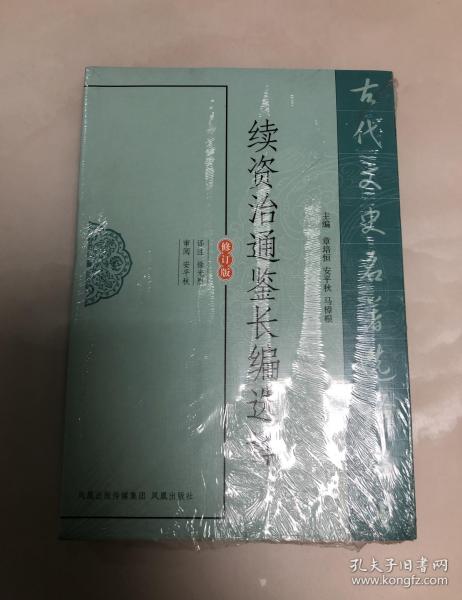 古代文史名著选
主编 章培恒 安平秋 马樟根
续资治通鉴长编选译
修订版
译注 徐光烈
审阅 安平秋
凤凰出版传媒集团 凤凰出版社
孔夫子旧书网
www.kongfz.com